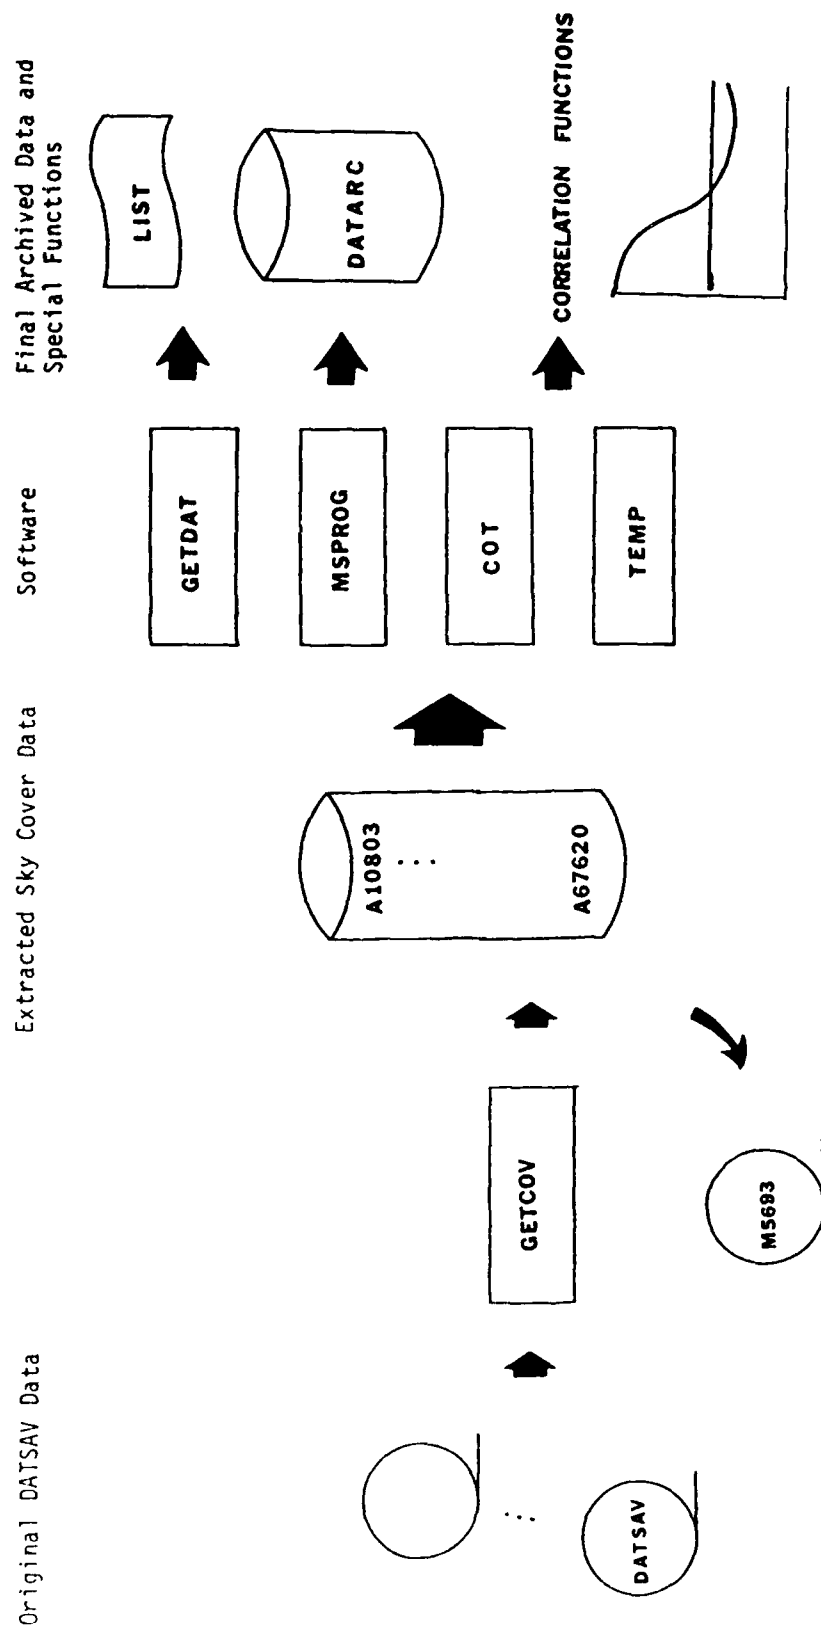 Original DATSAV Data
Extracted Sky Cover Data
Software
Final Archived Data and
Special Functions
DATSAV
GETCOV
M5693
A10803
...
A67620
GETDAT
MSPROG
COT
TEMP
LIST
DATARC
CORRELATION FUNCTIONS